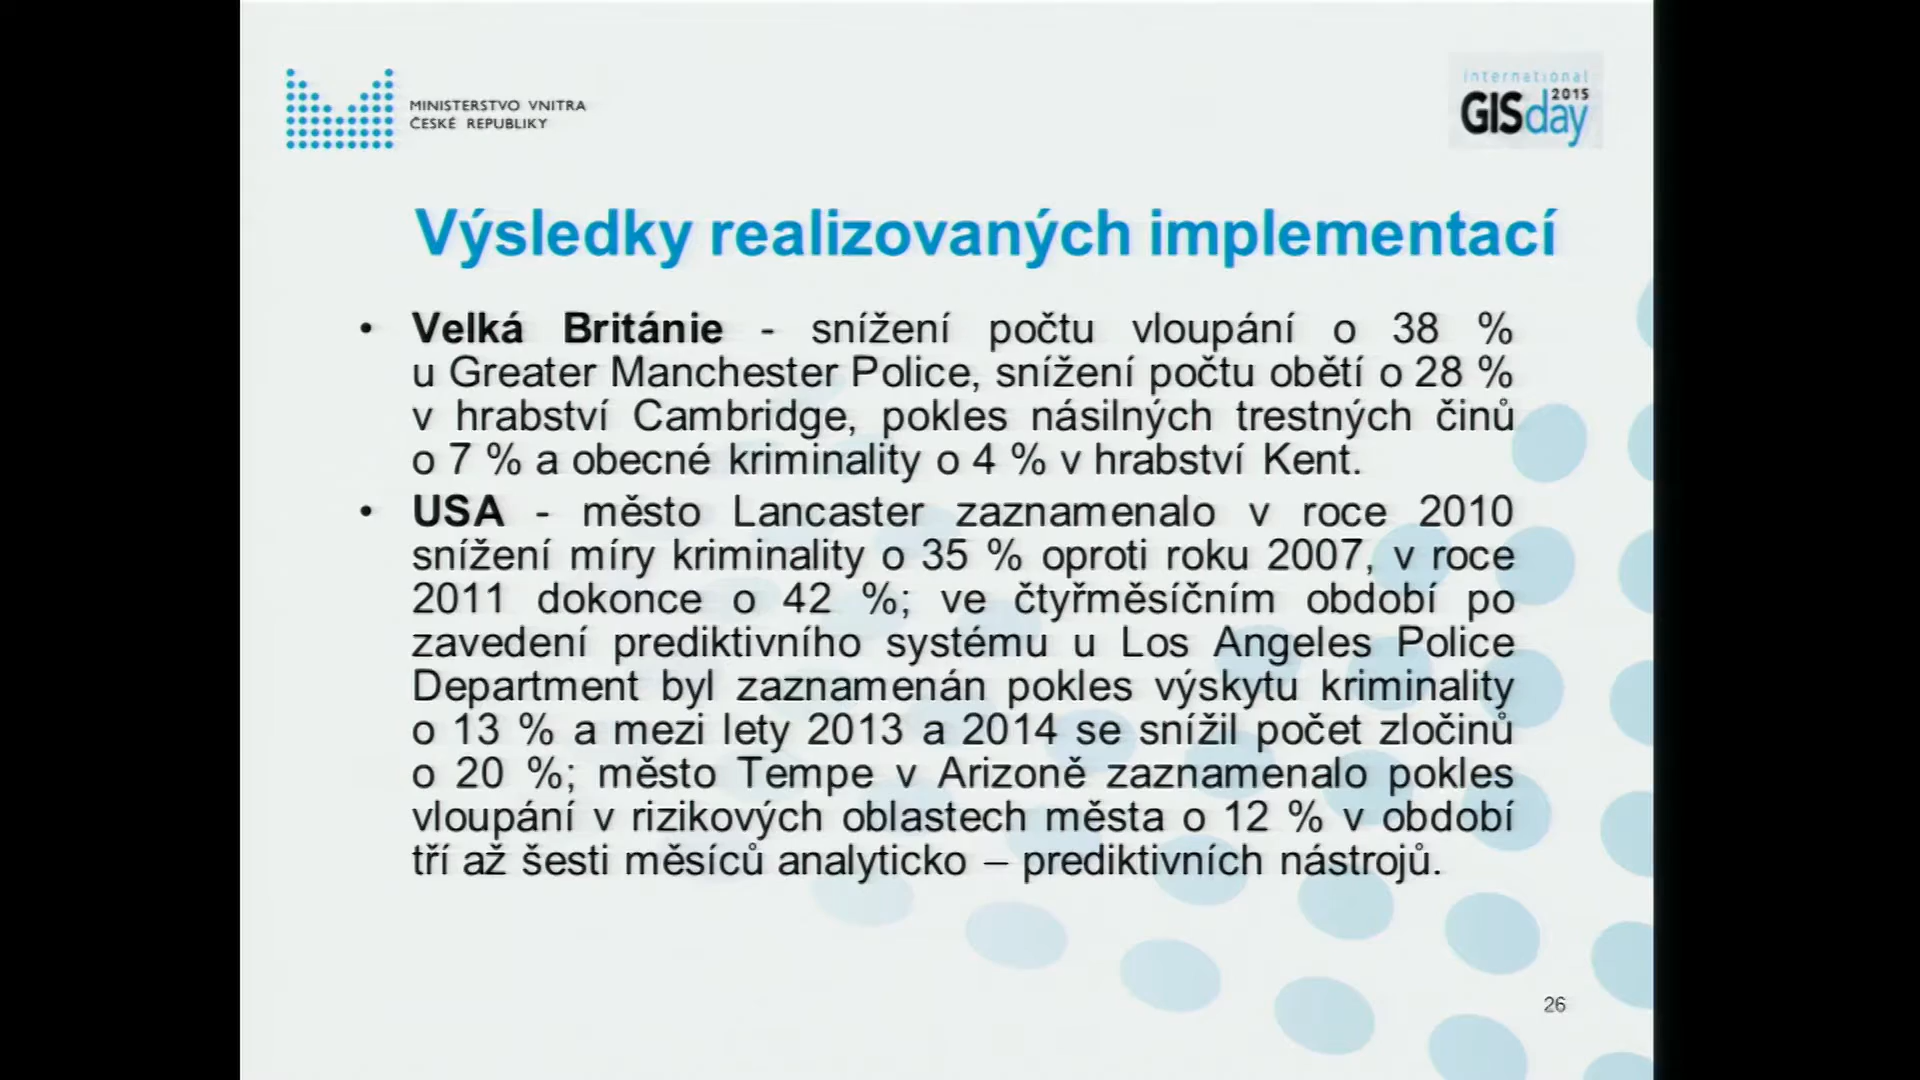 MINISTERSTVO VNITRA
ČESKÉ REPUBLIKY
international
2015
GISday
Výsledky realizovaných implementací
• Velká Británie - snížení počtu vloupání o 38 %
u Greater Manchester Police, snížení počtu obětí o 28 %
v hrabství Cambridge, pokles násilných trestných činů
o 7 % a obecné kriminality o 4 % v hrabství Kent.
• USA - město Lancaster zaznamenalo v roce 2010
snížení míry kriminality o 35 % oproti roku 2007, v roce
2011 dokonce o 42 %; ve čtyřměsíčním období po
zavedení prediktivního systému u Los Angeles Police
Department byl zaznamenán pokles výskytu kriminality
o 13 % a mezi lety 2013 a 2014 se snížil počet zločinů
o 20 %; město Tempe v Arizoně zaznamenalo pokles
vloupání v rizikových oblastech města o 12 % v období
tří až šesti měsíců analyticko – prediktivních nástrojů.
26